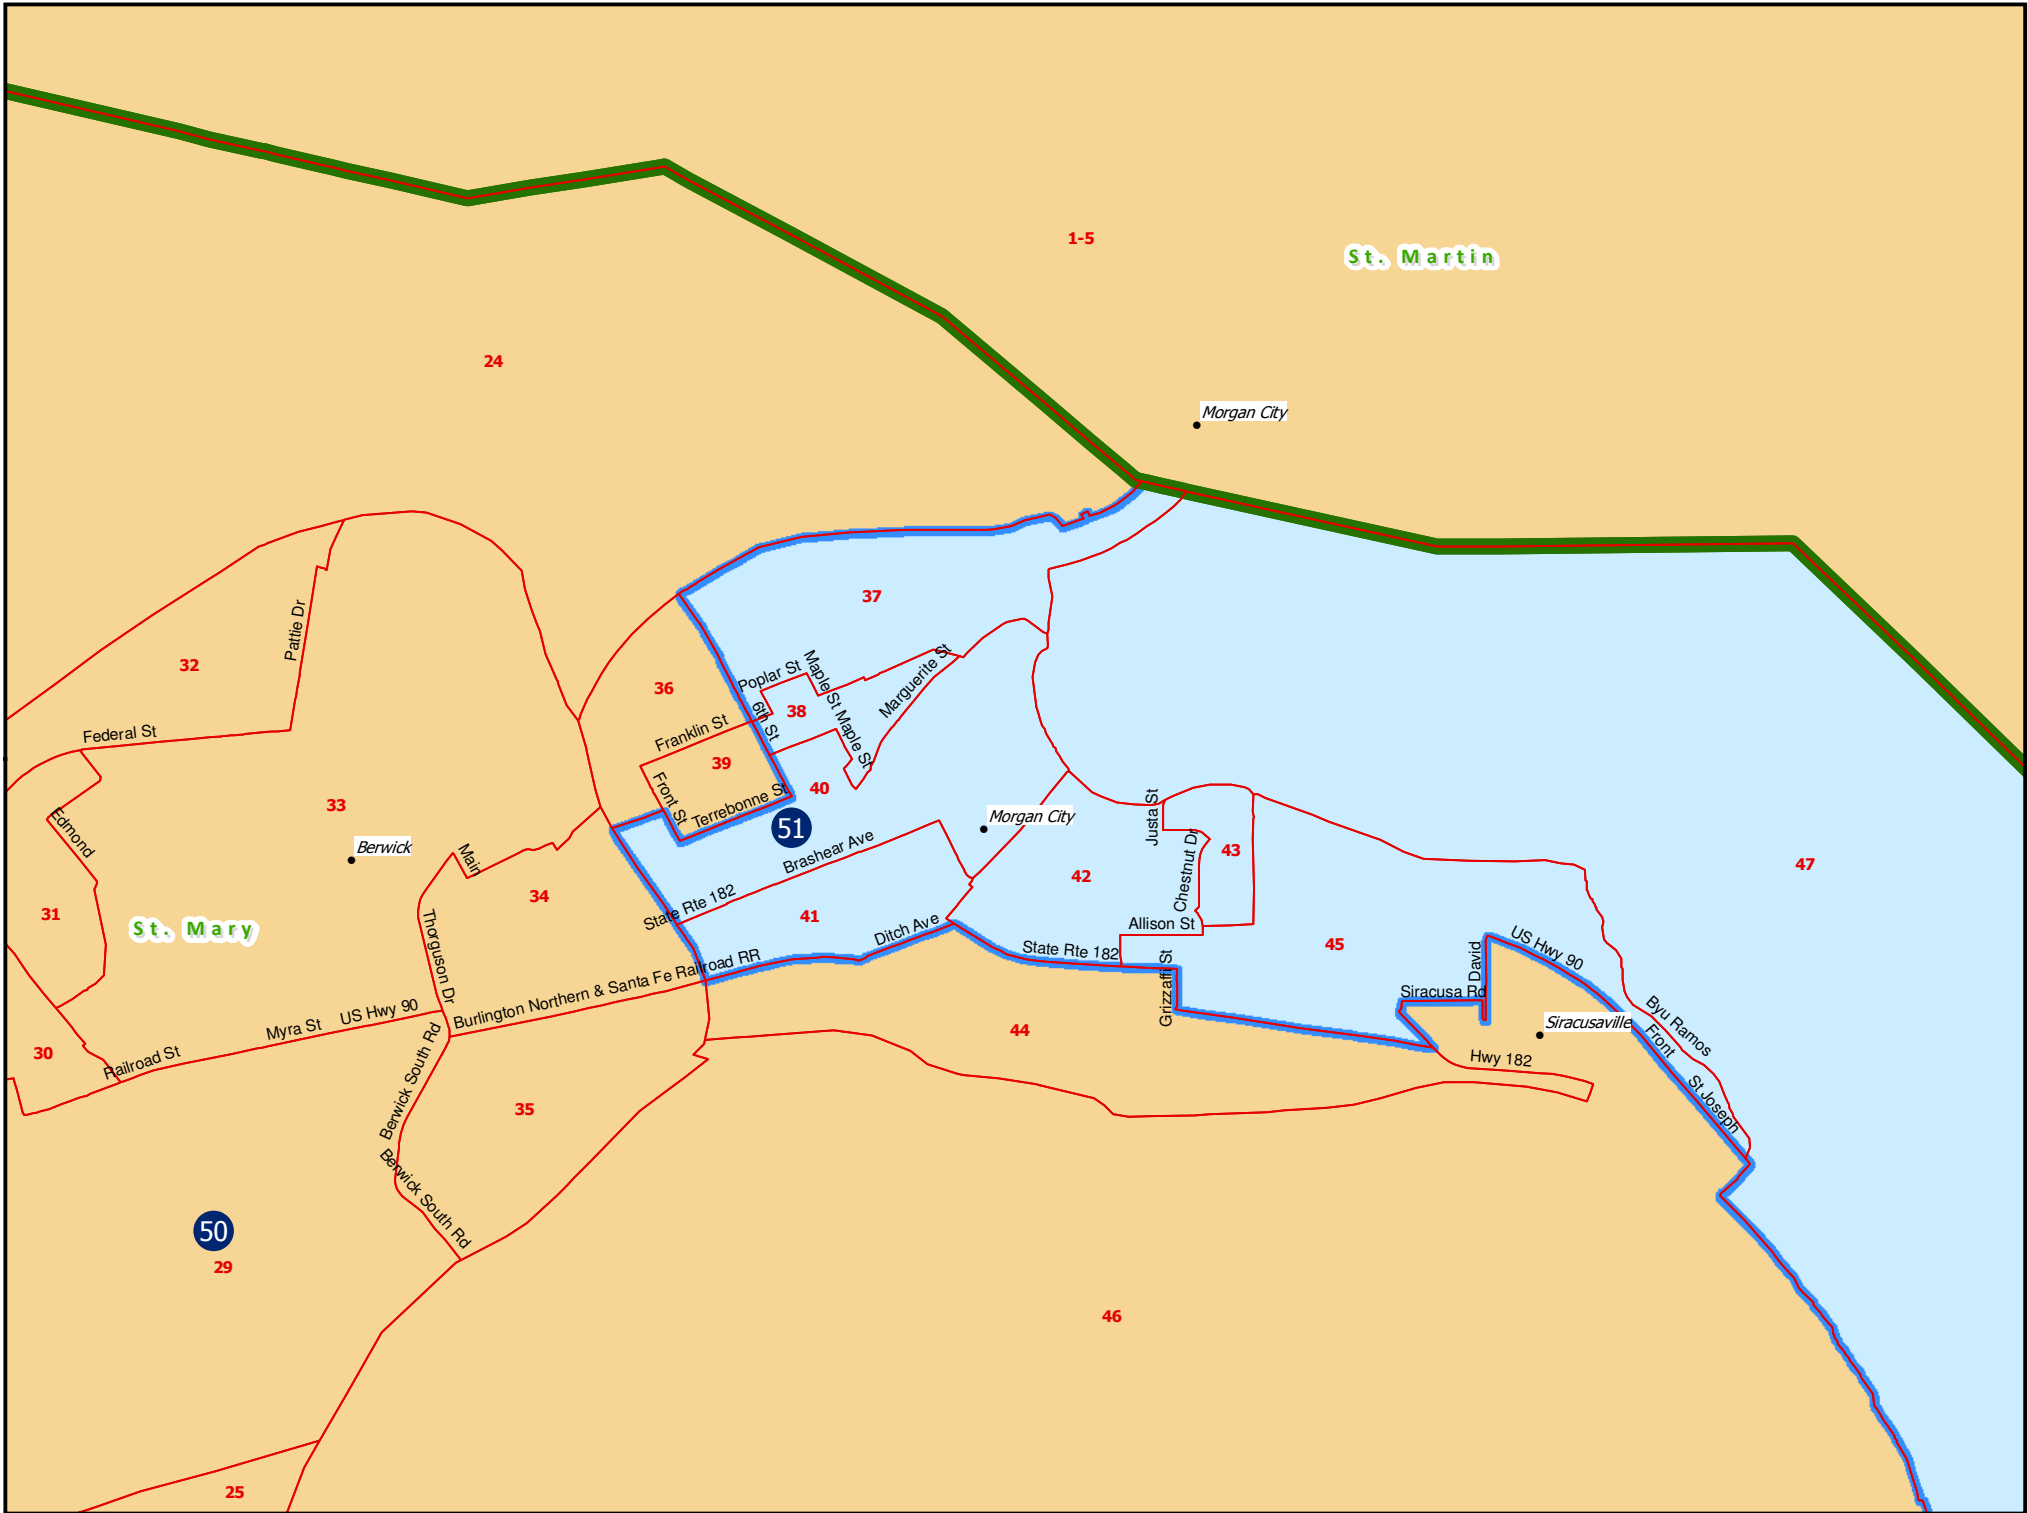 1-5
St. Martin
24
Morgan City
37
Pattie Dr
32
36
Poplar St
Maple St
Maple St
Marguerite St
38
6th St
Franklin St
Federal St
39
Front St
Terrebonne St
40
33
Edmond
Berwick
51
Morgan City
Justa St
Brashear Ave
43
47
Main
Chestnut Dr
42
34
State Rte 182
41
31
St. Mary
Thorguson Dr
Ditch Ave
Allison St
State Rte 182
45
US Hwy 90
David
Burlington Northern & Santa Fe Railroad RR
Grizzaffi St
Siracusa Rd
Myra St
US Hwy 90
Siracusaville
Byu Ramos
Front
44
30
Railroad St
Berwick South Rd
Hwy 182
St Joseph
35
Berwick South Rd
50
29
46
25